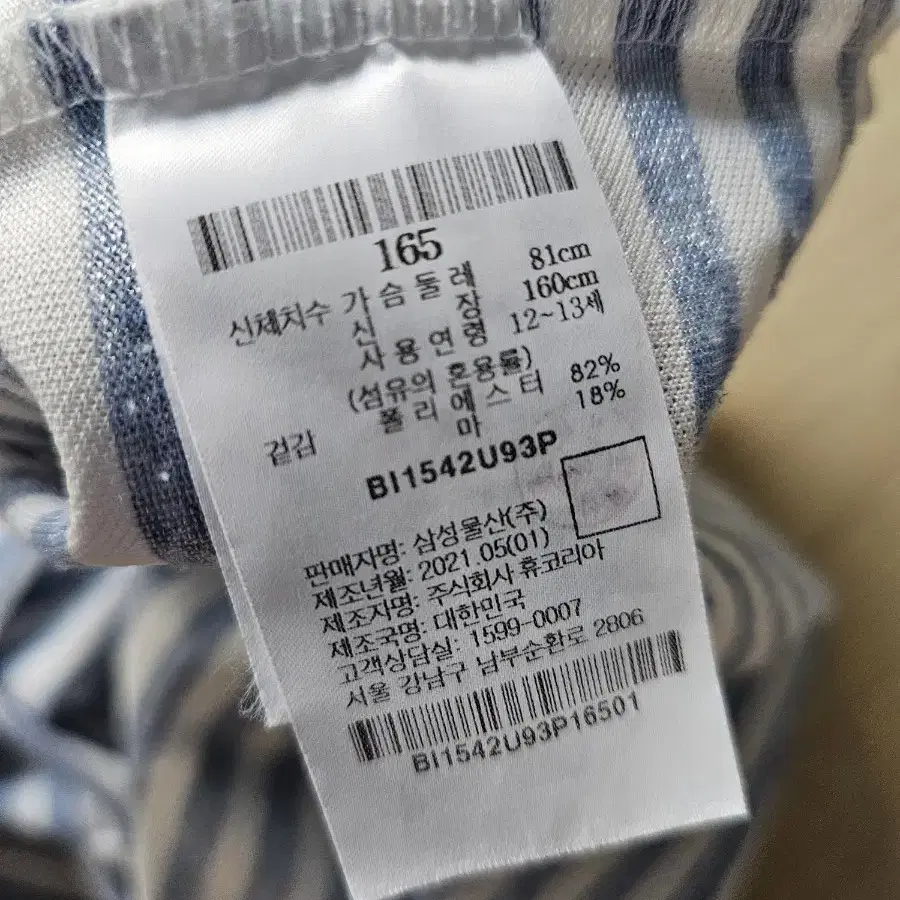 165
신체치수 가슴둘레 81cm
신장 160cm
사용연령 12~13세
(섬유의 혼용률)
겉감 폴리에스터 82%
마 18%
BI1542U93P
판매자명: 삼성물산(주)
제조년월: 2021.05(01)
제조자명: 주식회사 휴코리아
제조국명: 대한민국
고객상담실: 1599-0007
서울 강남구 남부순환로 2806
BI1542U93P16501